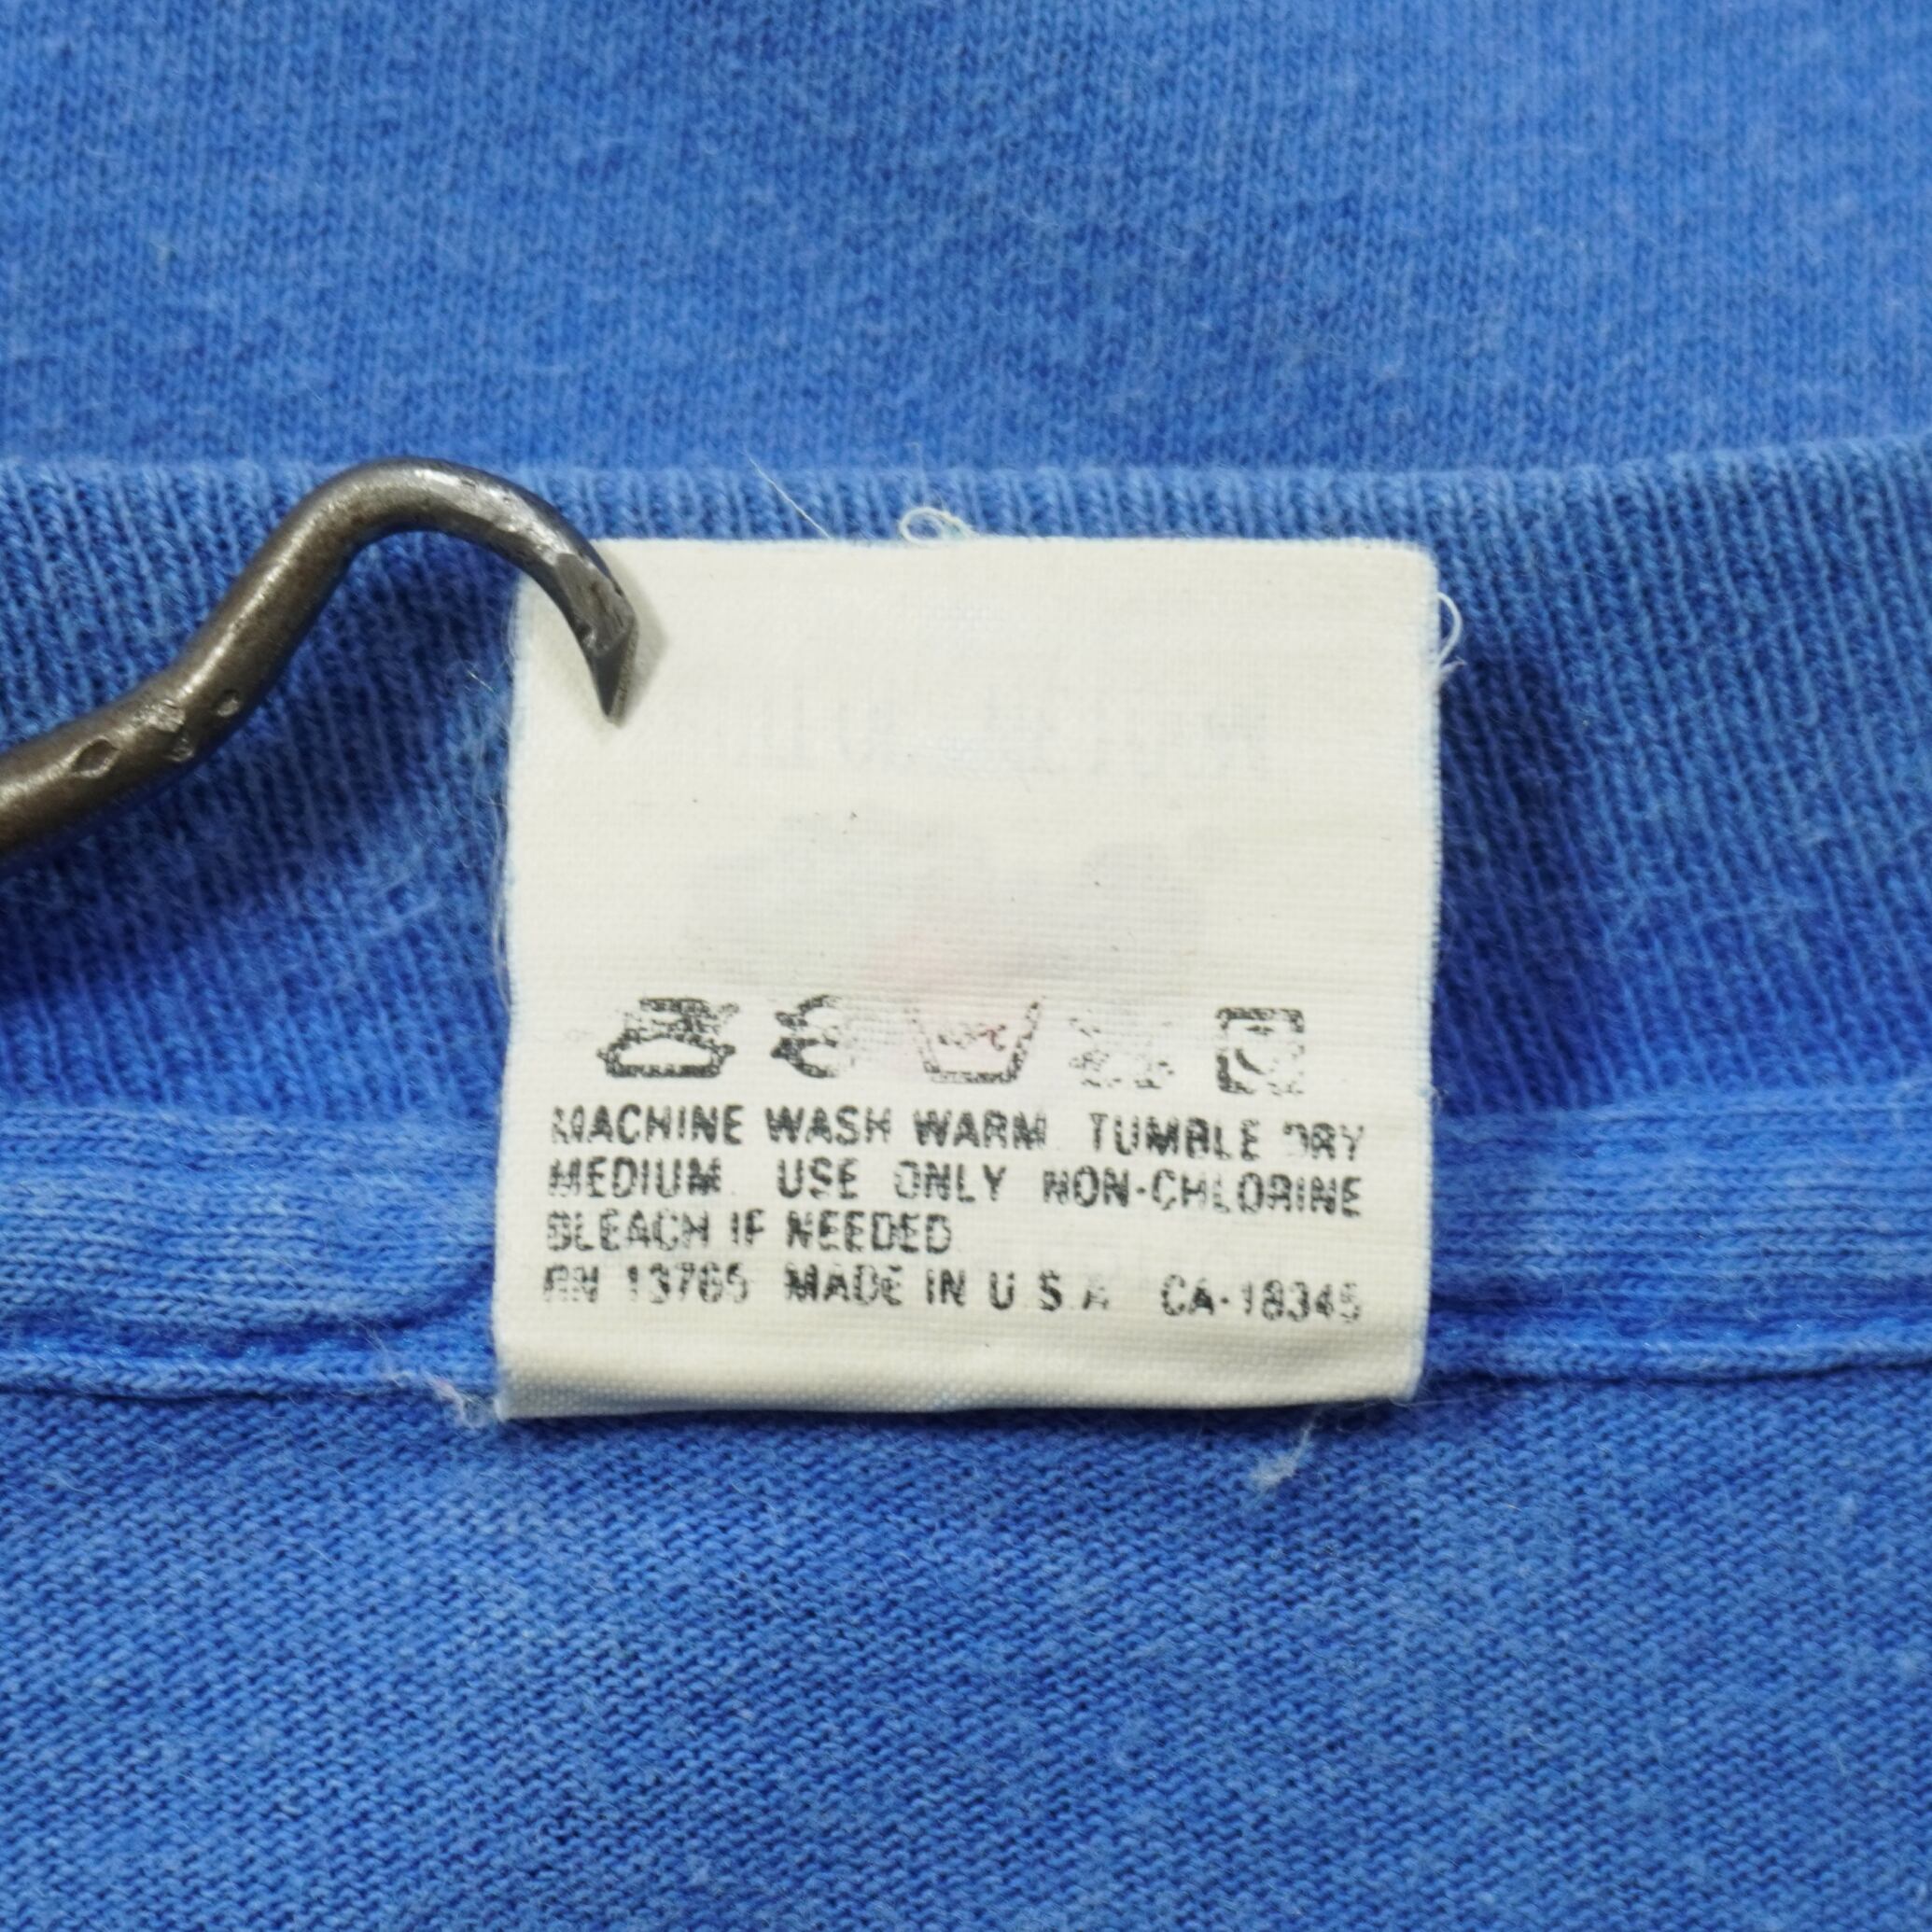 MACHINE WASH WARM. TUMBLE DRY
MEDIUM. USE ONLY NON-CHLORINE
BLEACH IF NEEDED
RN 13765 MADE IN U.S.A. CA-18345